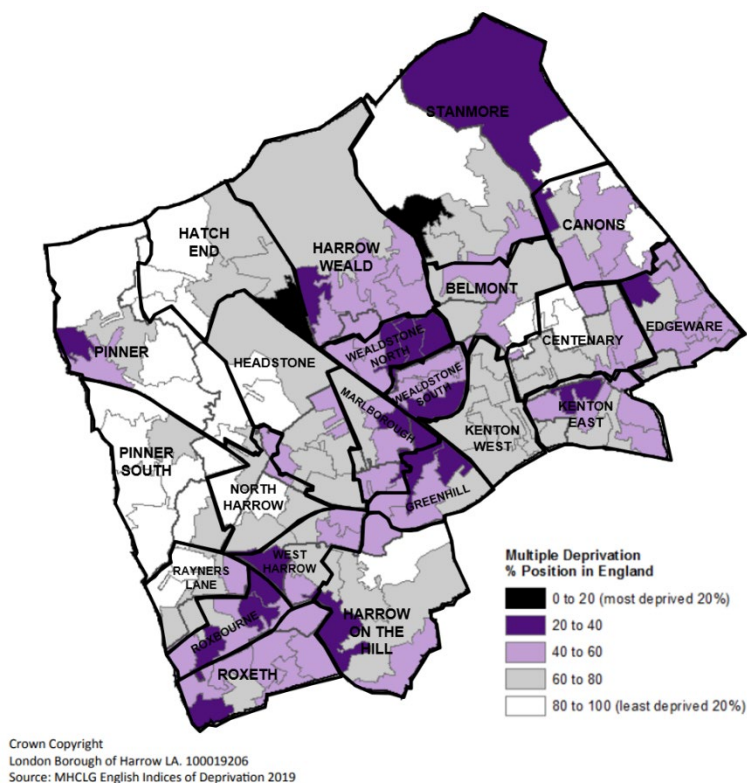 STANMORE
CANONS
HATCH
END
HARROW
WEALD
BELMONT
EDGEWARE
CENTENARY
PINNER
HEADSTONE
WEALDSTONE
NORTH
WEALDSTONE
SOUTH
MARLBOROUGH
KENTON
EAST
KENTON
WEST
PINNER
SOUTH
NORTH
HARROW
GREENHILL
WEST
HARROW
RAYNERS
LANE
HARROW
ON THE
HILL
ROXBOURNE
ROXETH
Multiple Deprivation
% Position in England
0 to 20 (most deprived 20%)
20 to 40
40 to 60
60 to 80
80 to 100 (least deprived 20%)
Crown Copyright
London Borough of Harrow LA. 100019206
Source: MHCLG English Indices of Deprivation 2019